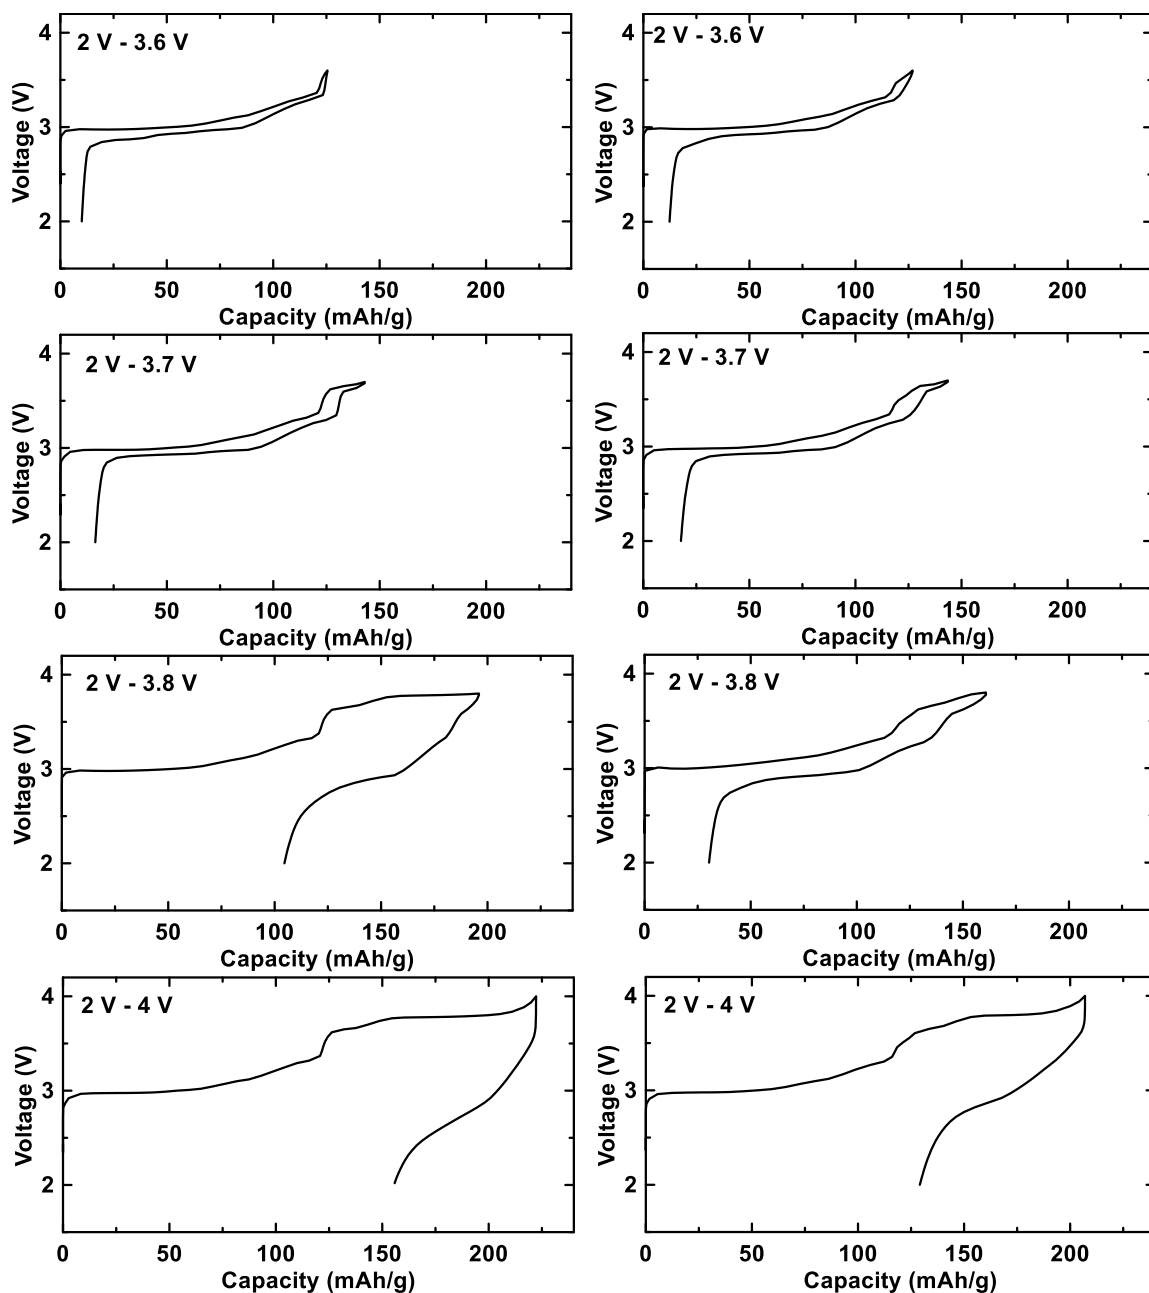 2 V - 3.6 V
4
3
2
Voltage (V)
0 50 100 150 200
Capacity (mAh/g)
2 V - 3.6 V
4
3
2
Voltage (V)
0 50 100 150 200
Capacity (mAh/g)
2 V - 3.7 V
4
3
2
Voltage (V)
0 50 100 150 200
Capacity (mAh/g)
2 V - 3.7 V
4
3
2
Voltage (V)
0 50 100 150 200
Capacity (mAh/g)
2 V - 3.8 V
4
3
2
Voltage (V)
0 50 100 150 200
Capacity (mAh/g)
2 V - 3.8 V
4
3
2
Voltage (V)
0 50 100 150 200
Capacity (mAh/g)
2 V - 4 V
4
3
2
Voltage (V)
0 50 100 150 200
Capacity (mAh/g)
2 V - 4 V
4
3
2
Voltage (V)
0 50 100 150 200
Capacity (mAh/g)